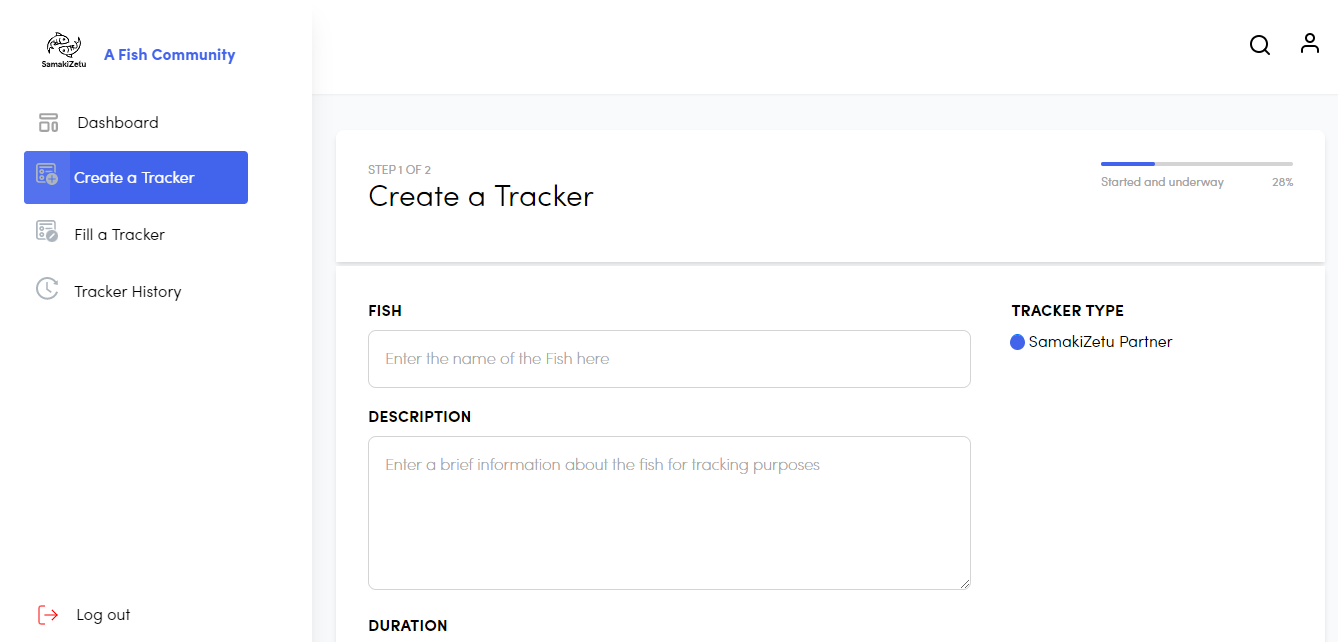 SamakiZetu
A Fish Community
Dashboard
Create a Tracker
Fill a Tracker
Tracker History
Log out
STEP 1 OF 2
Create a Tracker
Started and underway 28%
FISH
Enter the name of the Fish here
DESCRIPTION
Enter a brief information about the fish for tracking purposes
DURATION
TRACKER TYPE
SamakiZetu Partner